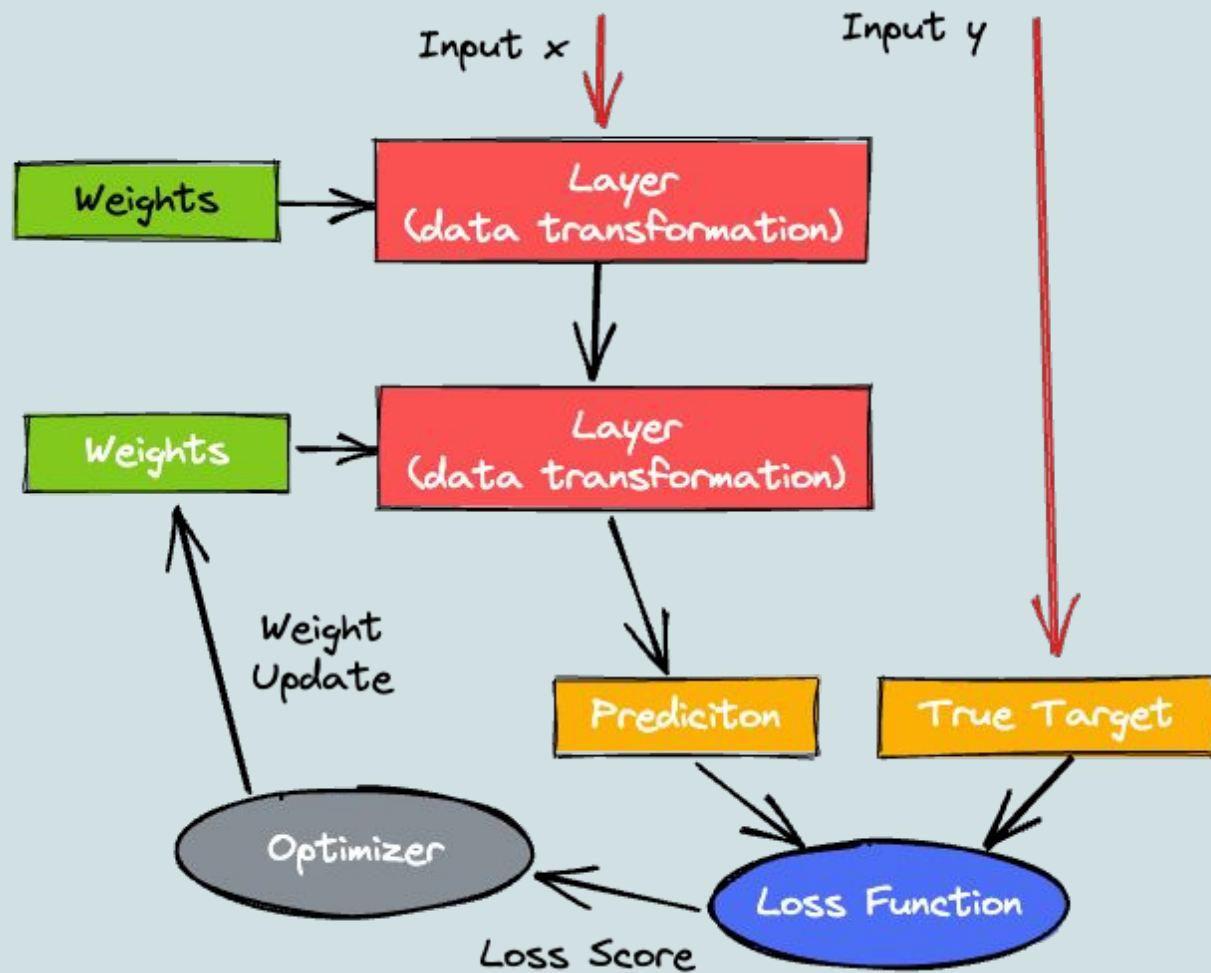 Input x
Input y
Weights
Layer
(data transformation)
Weights
Layer
(data transformation)
Weight
Update
Prediciton
True Target
Optimizer
Loss Function
Loss Score